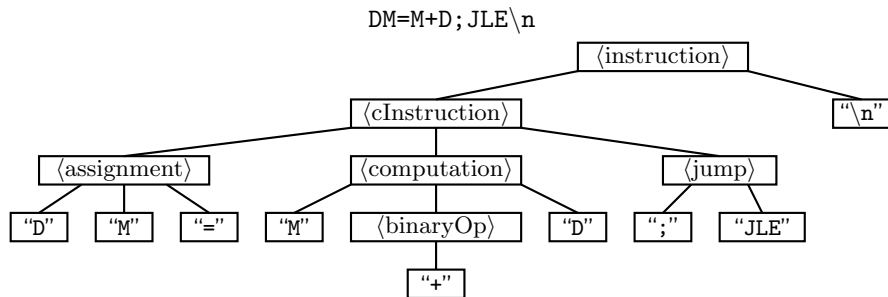 DM=M+D;JLE\n
⟨instruction⟩
⟨cInstruction⟩ “\n”
⟨assignment⟩ ⟨computation⟩ ⟨jump⟩
“D” “M” “=” “M” ⟨binaryOp⟩ “D” “;” “JLE”
“+”